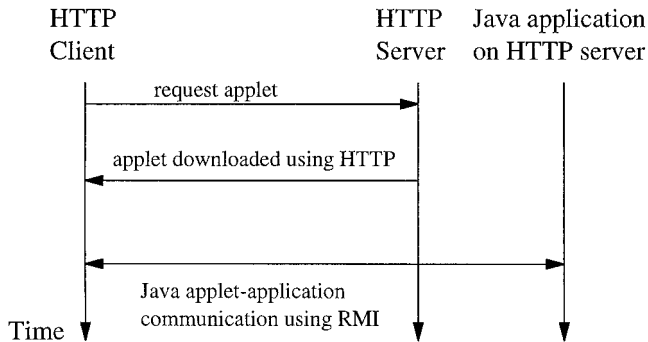 HTTP
Client
HTTP
Server
Java application
on HTTP server
request applet
applet downloaded using HTTP
Java applet-application
communication using RMI
Time